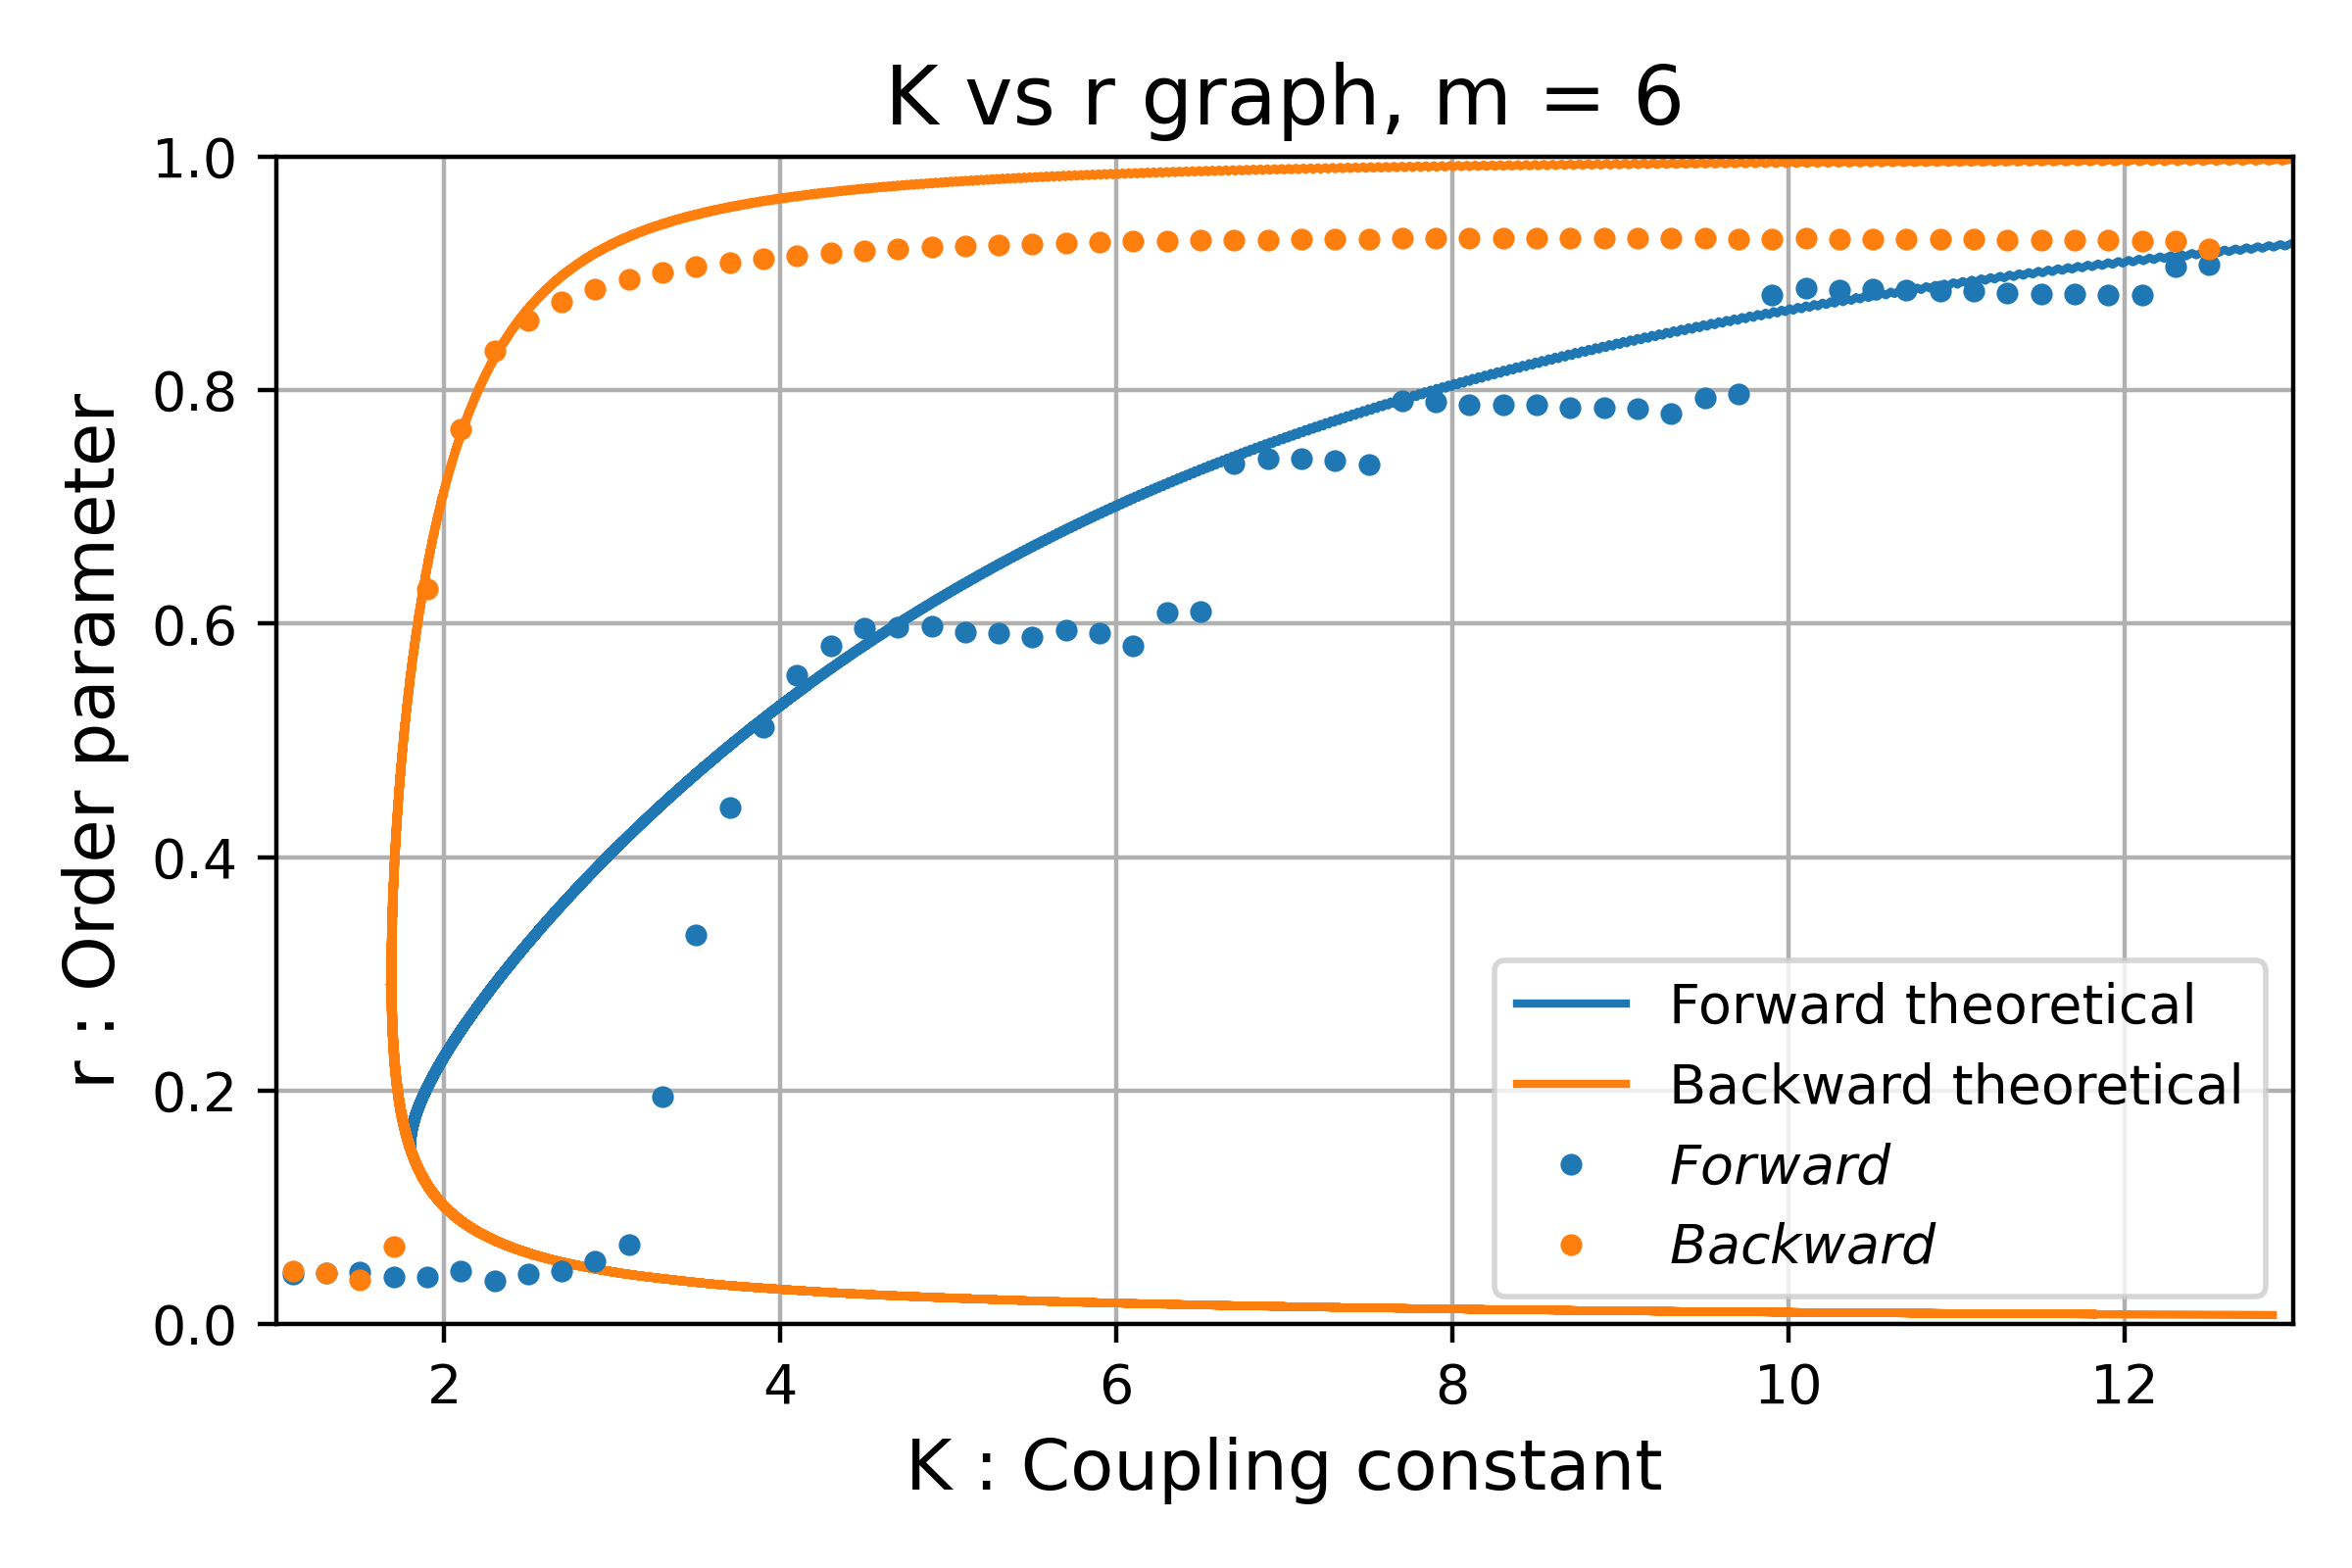 K vs r graph, m = 6
r : Order parameter
1.0
0.8
0.6
0.4
0.2
0.0
2 4 6 8 10 12
K : Coupling constant
Forward theoretical
Backward theoretical
Forward
Backward